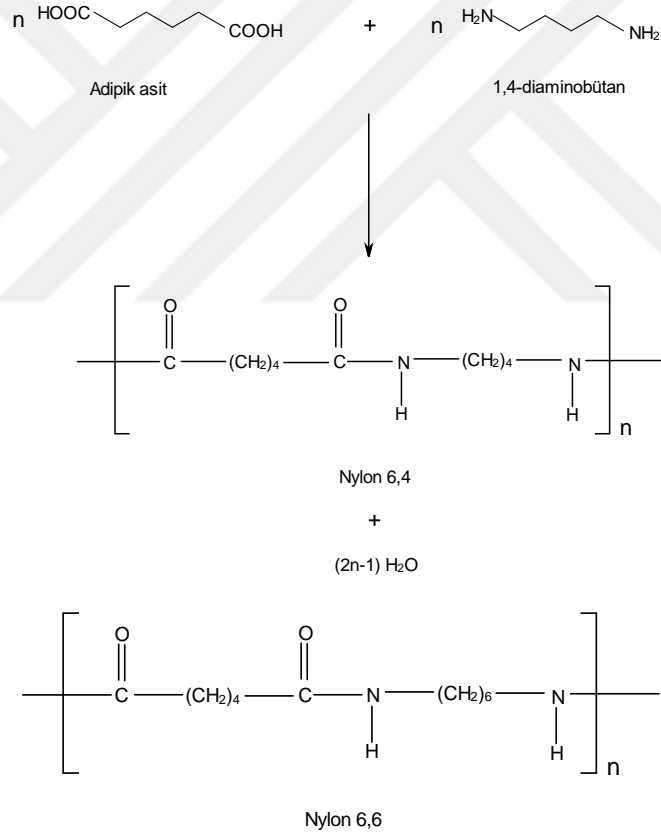 n HOOC COOH + n H₂N NH₂
Adipik asit 1,4-diaminobütan
O O
C (CH₂)₄ C N (CH₂)₄ N
H H
n
Nylon 6,4
+
(2n-1) H₂O
O O
C (CH₂)₄ C N (CH₂)₆ N
H H
n
Nylon 6,6